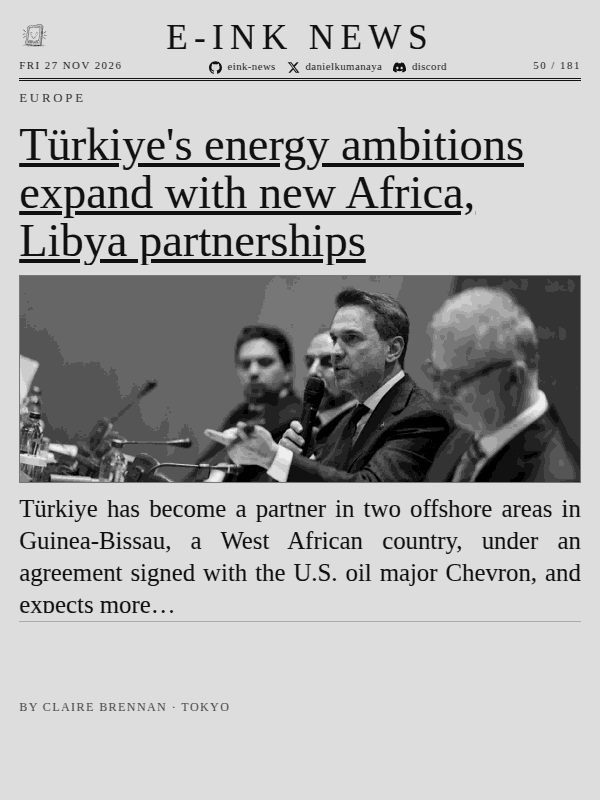 E-INK NEWS
FRI 27 NOV 2026
eink-news danielkumanaya discord
50 / 181
EUROPE
Türkiye's energy ambitions
expand with new Africa,
Libya partnerships
Türkiye has become a partner in two offshore areas in
Guinea-Bissau, a West African country, under an
agreement signed with the U.S. oil major Chevron, and
expects more…
BY CLAIRE BRENNAN · TOKYO